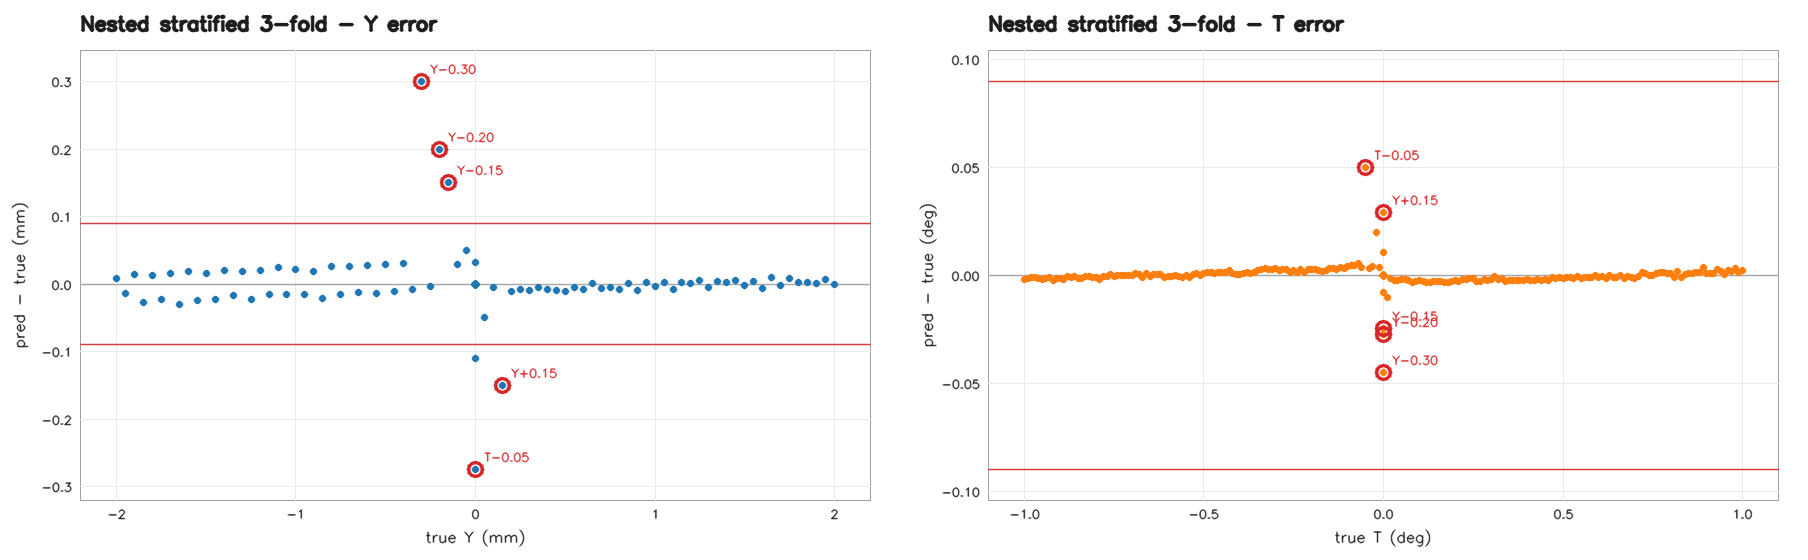 Nested stratified 3-fold - Y error
0.3
0.2
0.1
0.0
-0.1
-0.2
-0.3
-2
-1
0
1
2
pred - true (mm)
true Y (mm)
Y-0.30
Y-0.20
Y-0.15
Y+0.15
T-0.05
Nested stratified 3-fold - T error
0.10
0.05
0.00
-0.05
-0.10
-1.0
-0.5
0.0
0.5
1.0
pred - true (deg)
true T (deg)
T-0.05
Y+0.15
Y-0.15
Y-0.20
Y-0.30